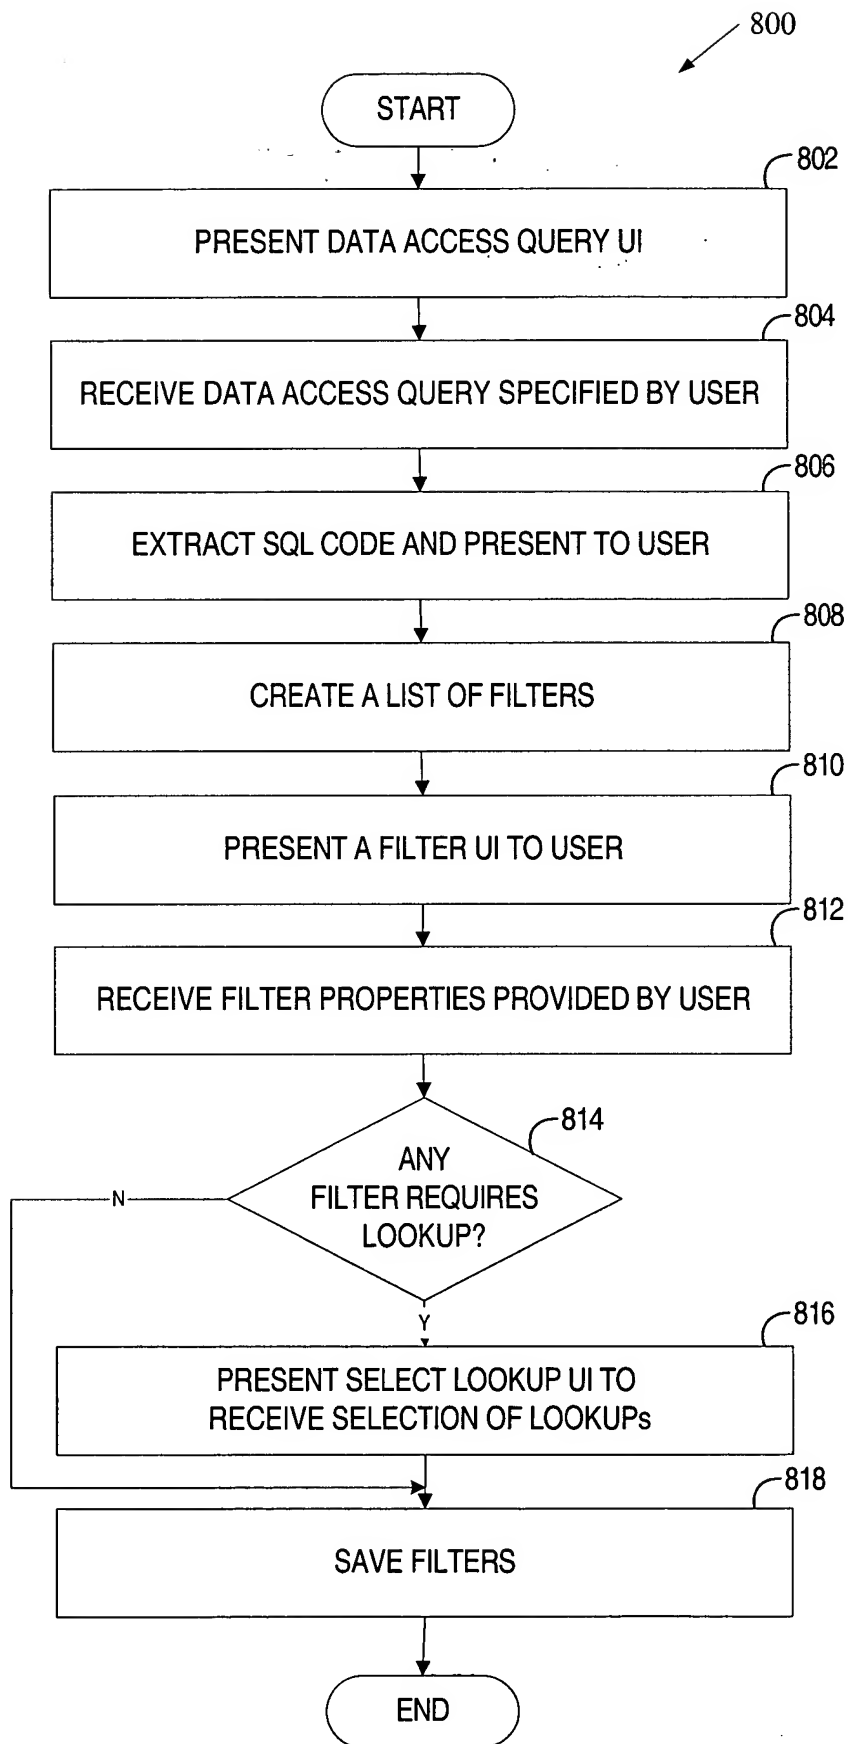 800
START
802
PRESENT DATA ACCESS QUERY UI
804
RECEIVE DATA ACCESS QUERY SPECIFIED BY USER
806
EXTRACT SQL CODE AND PRESENT TO USER
808
CREATE A LIST OF FILTERS
810
PRESENT A FILTER UI TO USER
812
RECEIVE FILTER PROPERTIES PROVIDED BY USER
814
ANY
FILTER REQUIRES
LOOKUP?
N
Y
816
PRESENT SELECT LOOKUP UI TO
RECEIVE SELECTION OF LOOKUPs
818
SAVE FILTERS
END